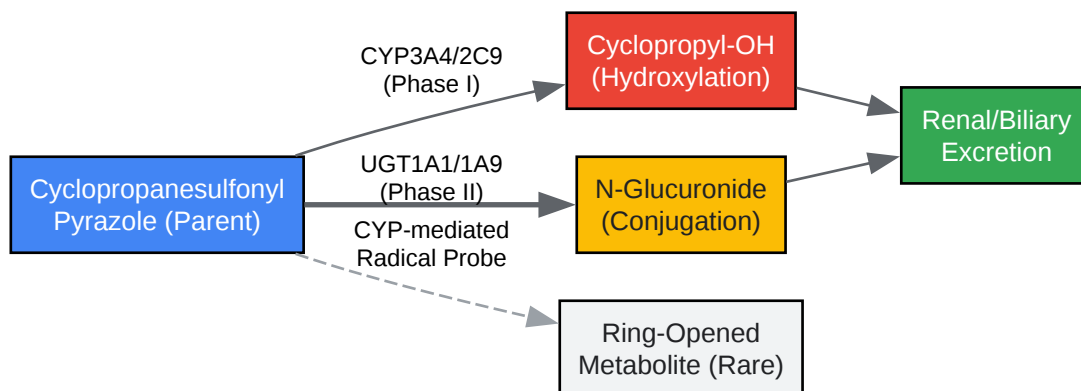 Cyclopropanesulfonyl
Pyrazole (Parent)
CYP3A4/2C9
(Phase I)
Cyclopropyl-OH
(Hydroxylation)
UGT1A1/1A9
(Phase II)
N-Glucuronide
(Conjugation)
CYP-mediated
Radical Probe
Ring-Opened
Metabolite (Rare)
Renal/Biliary
Excretion